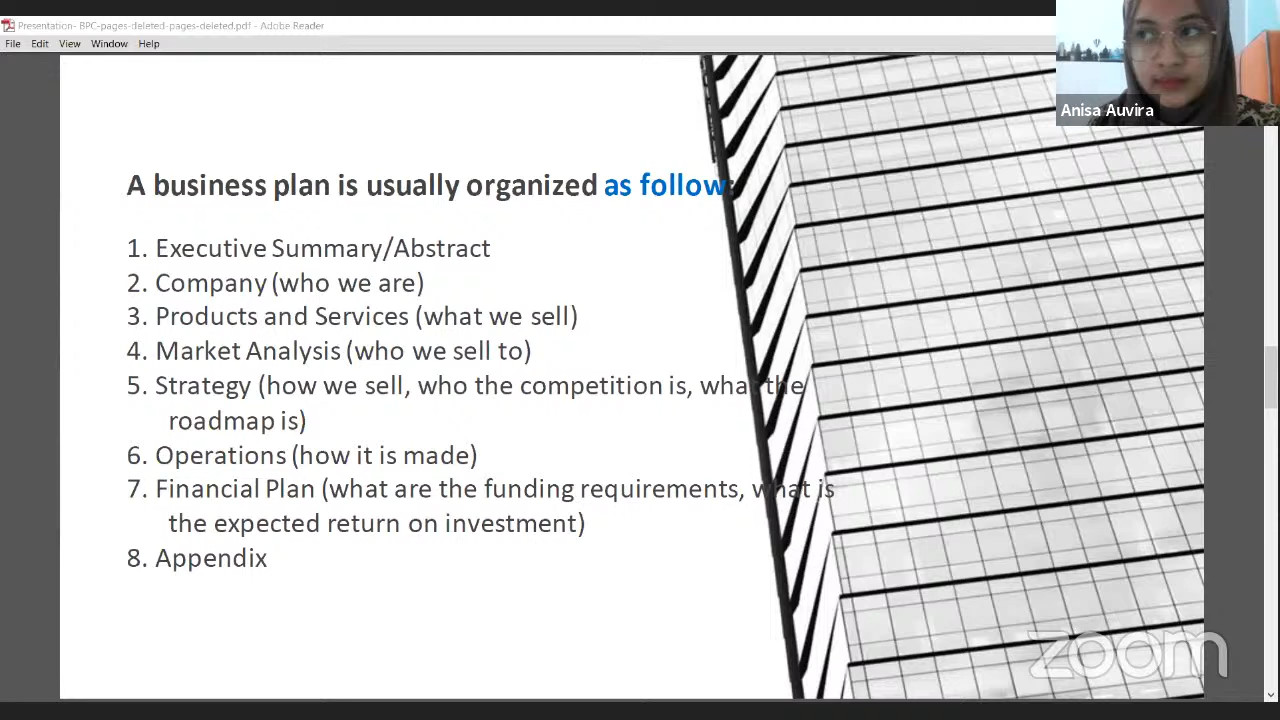 Presentation- BPC-pages-deleted-pages-deleted.pdf - Adobe Reader
File Edit View Window Help
Anisa Auvira
A business plan is usually organized as follow:
1. Executive Summary/Abstract
2. Company (who we are)
3. Products and Services (what we sell)
4. Market Analysis (who we sell to)
5. Strategy (how we sell, who the competition is, what the
roadmap is)
6. Operations (how it is made)
7. Financial Plan (what are the funding requirements, what is
the expected return on investment)
8. Appendix
zoom